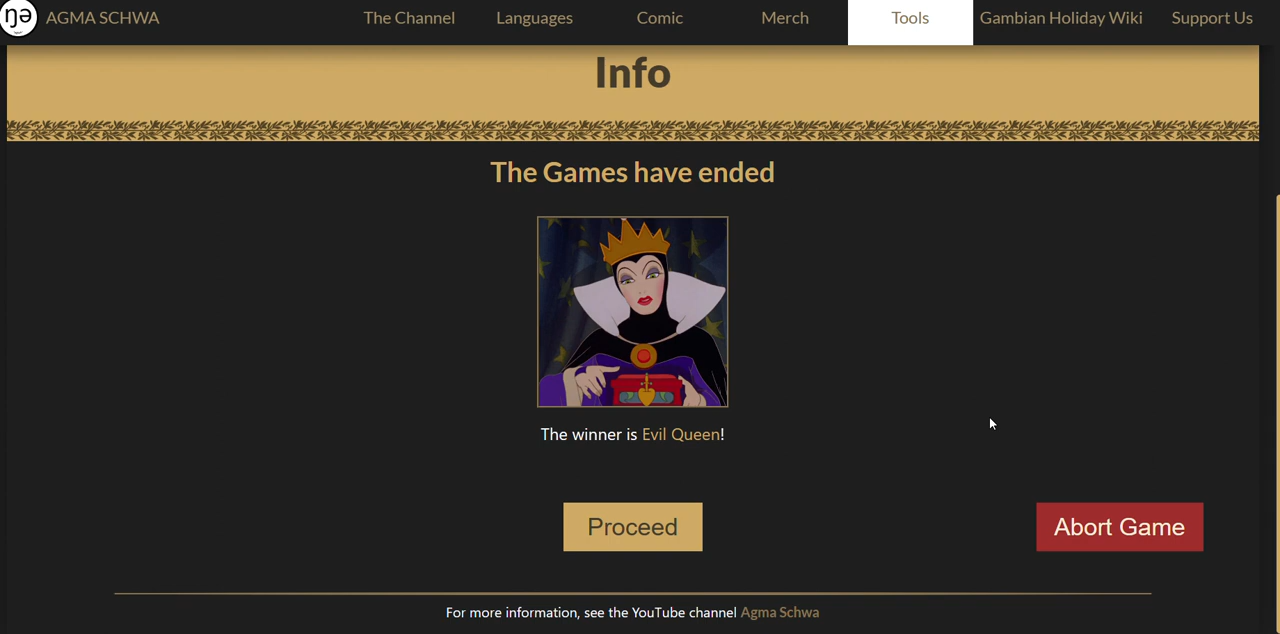 ŋə AGMA SCHWA The Channel Languages Comic Merch Tools Gambian Holiday Wiki Support Us
Info
The Games have ended
The winner is Evil Queen!
Proceed Abort Game
For more information, see the YouTube channel Agma Schwa